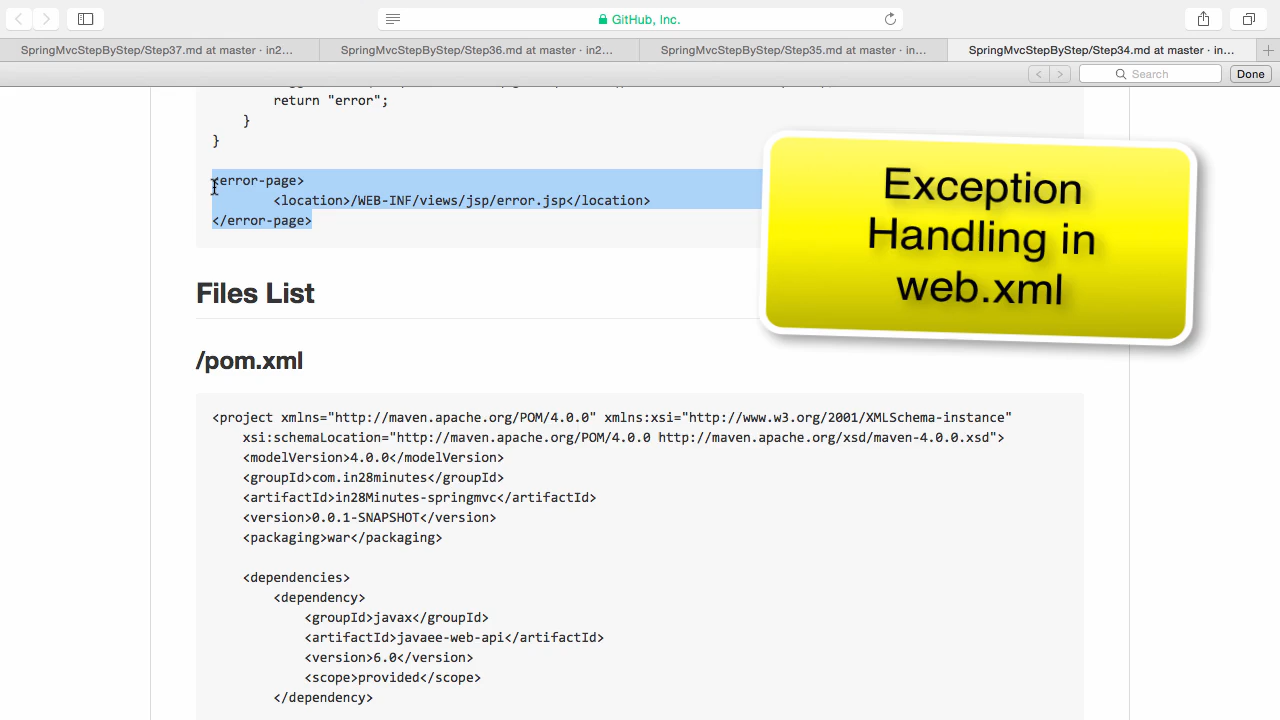 GitHub, Inc.
SpringMvcStepByStep/Step37.md at master · in2...
SpringMvcStepByStep/Step36.md at master · in2...
SpringMvcStepByStep/Step35.md at master · in...
SpringMvcStepByStep/Step34.md at master · in...
Search
Done
return "error";
}
}
<error-page>
<location>/WEB-INF/views/jsp/error.jsp</location>
</error-page>
Exception
Handling in
web.xml
Files List
/pom.xml
<project xmlns="http://maven.apache.org/POM/4.0.0" xmlns:xsi="http://www.w3.org/2001/XMLSchema-instance"
xsi:schemaLocation="http://maven.apache.org/POM/4.0.0 http://maven.apache.org/xsd/maven-4.0.0.xsd">
<modelVersion>4.0.0</modelVersion>
<groupId>com.in28minutes</groupId>
<artifactId>in28Minutes-springmvc</artifactId>
<version>0.0.1-SNAPSHOT</version>
<packaging>war</packaging>
<dependencies>
<dependency>
<groupId>javax</groupId>
<artifactId>javaee-web-api</artifactId>
<version>6.0</version>
<scope>provided</scope>
</dependency>